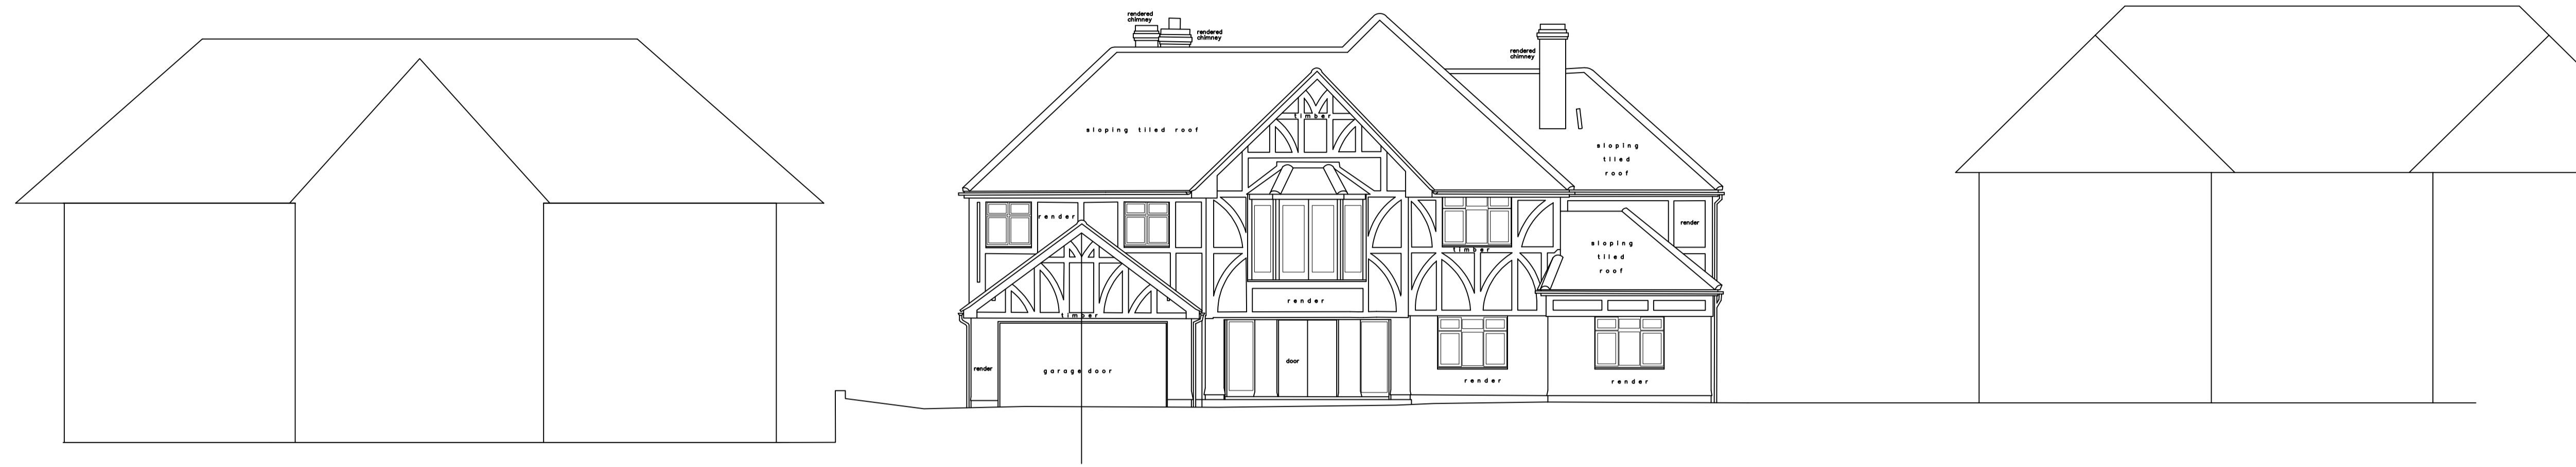 rendered
chimney
rendered
chimney
rendered
chimney
sloping tiled roof
timber
sloping
tiled
roof
render
render
sloping
tiled
roof
timber
render
timber
door
render
garage door
render
render